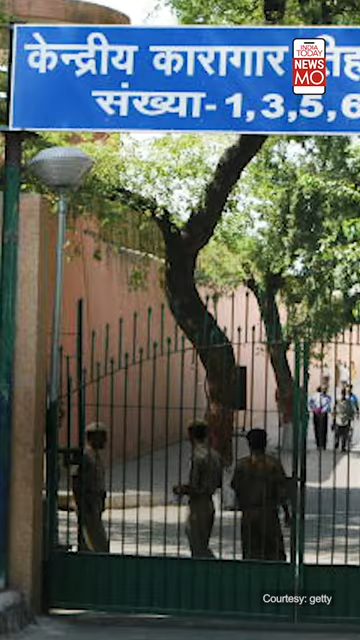 केन्द्रीय कारागार
संख्या-1,3,5,6
INDIA
TODAY
NEWS
MO
Courtesy: getty